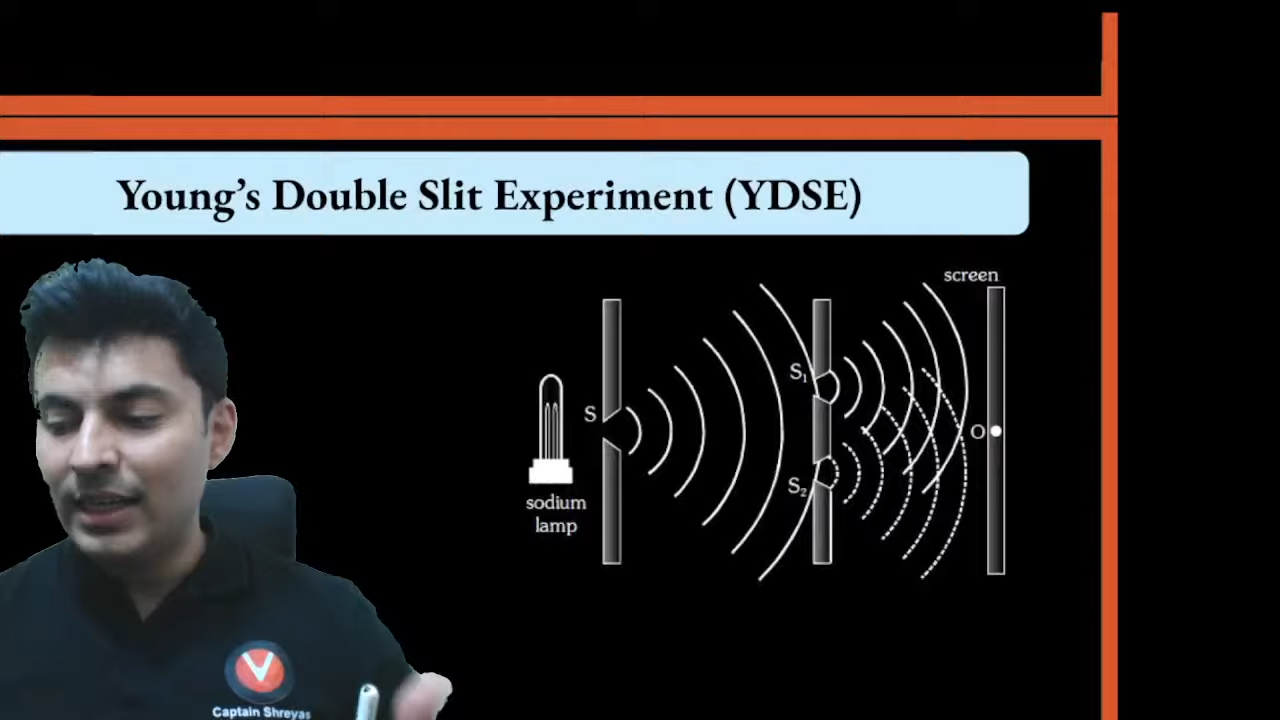 Young’s Double Slit Experiment (YDSE)
screen
S₁
S
O
S₂
sodium
lamp
V
Captain Shreyas